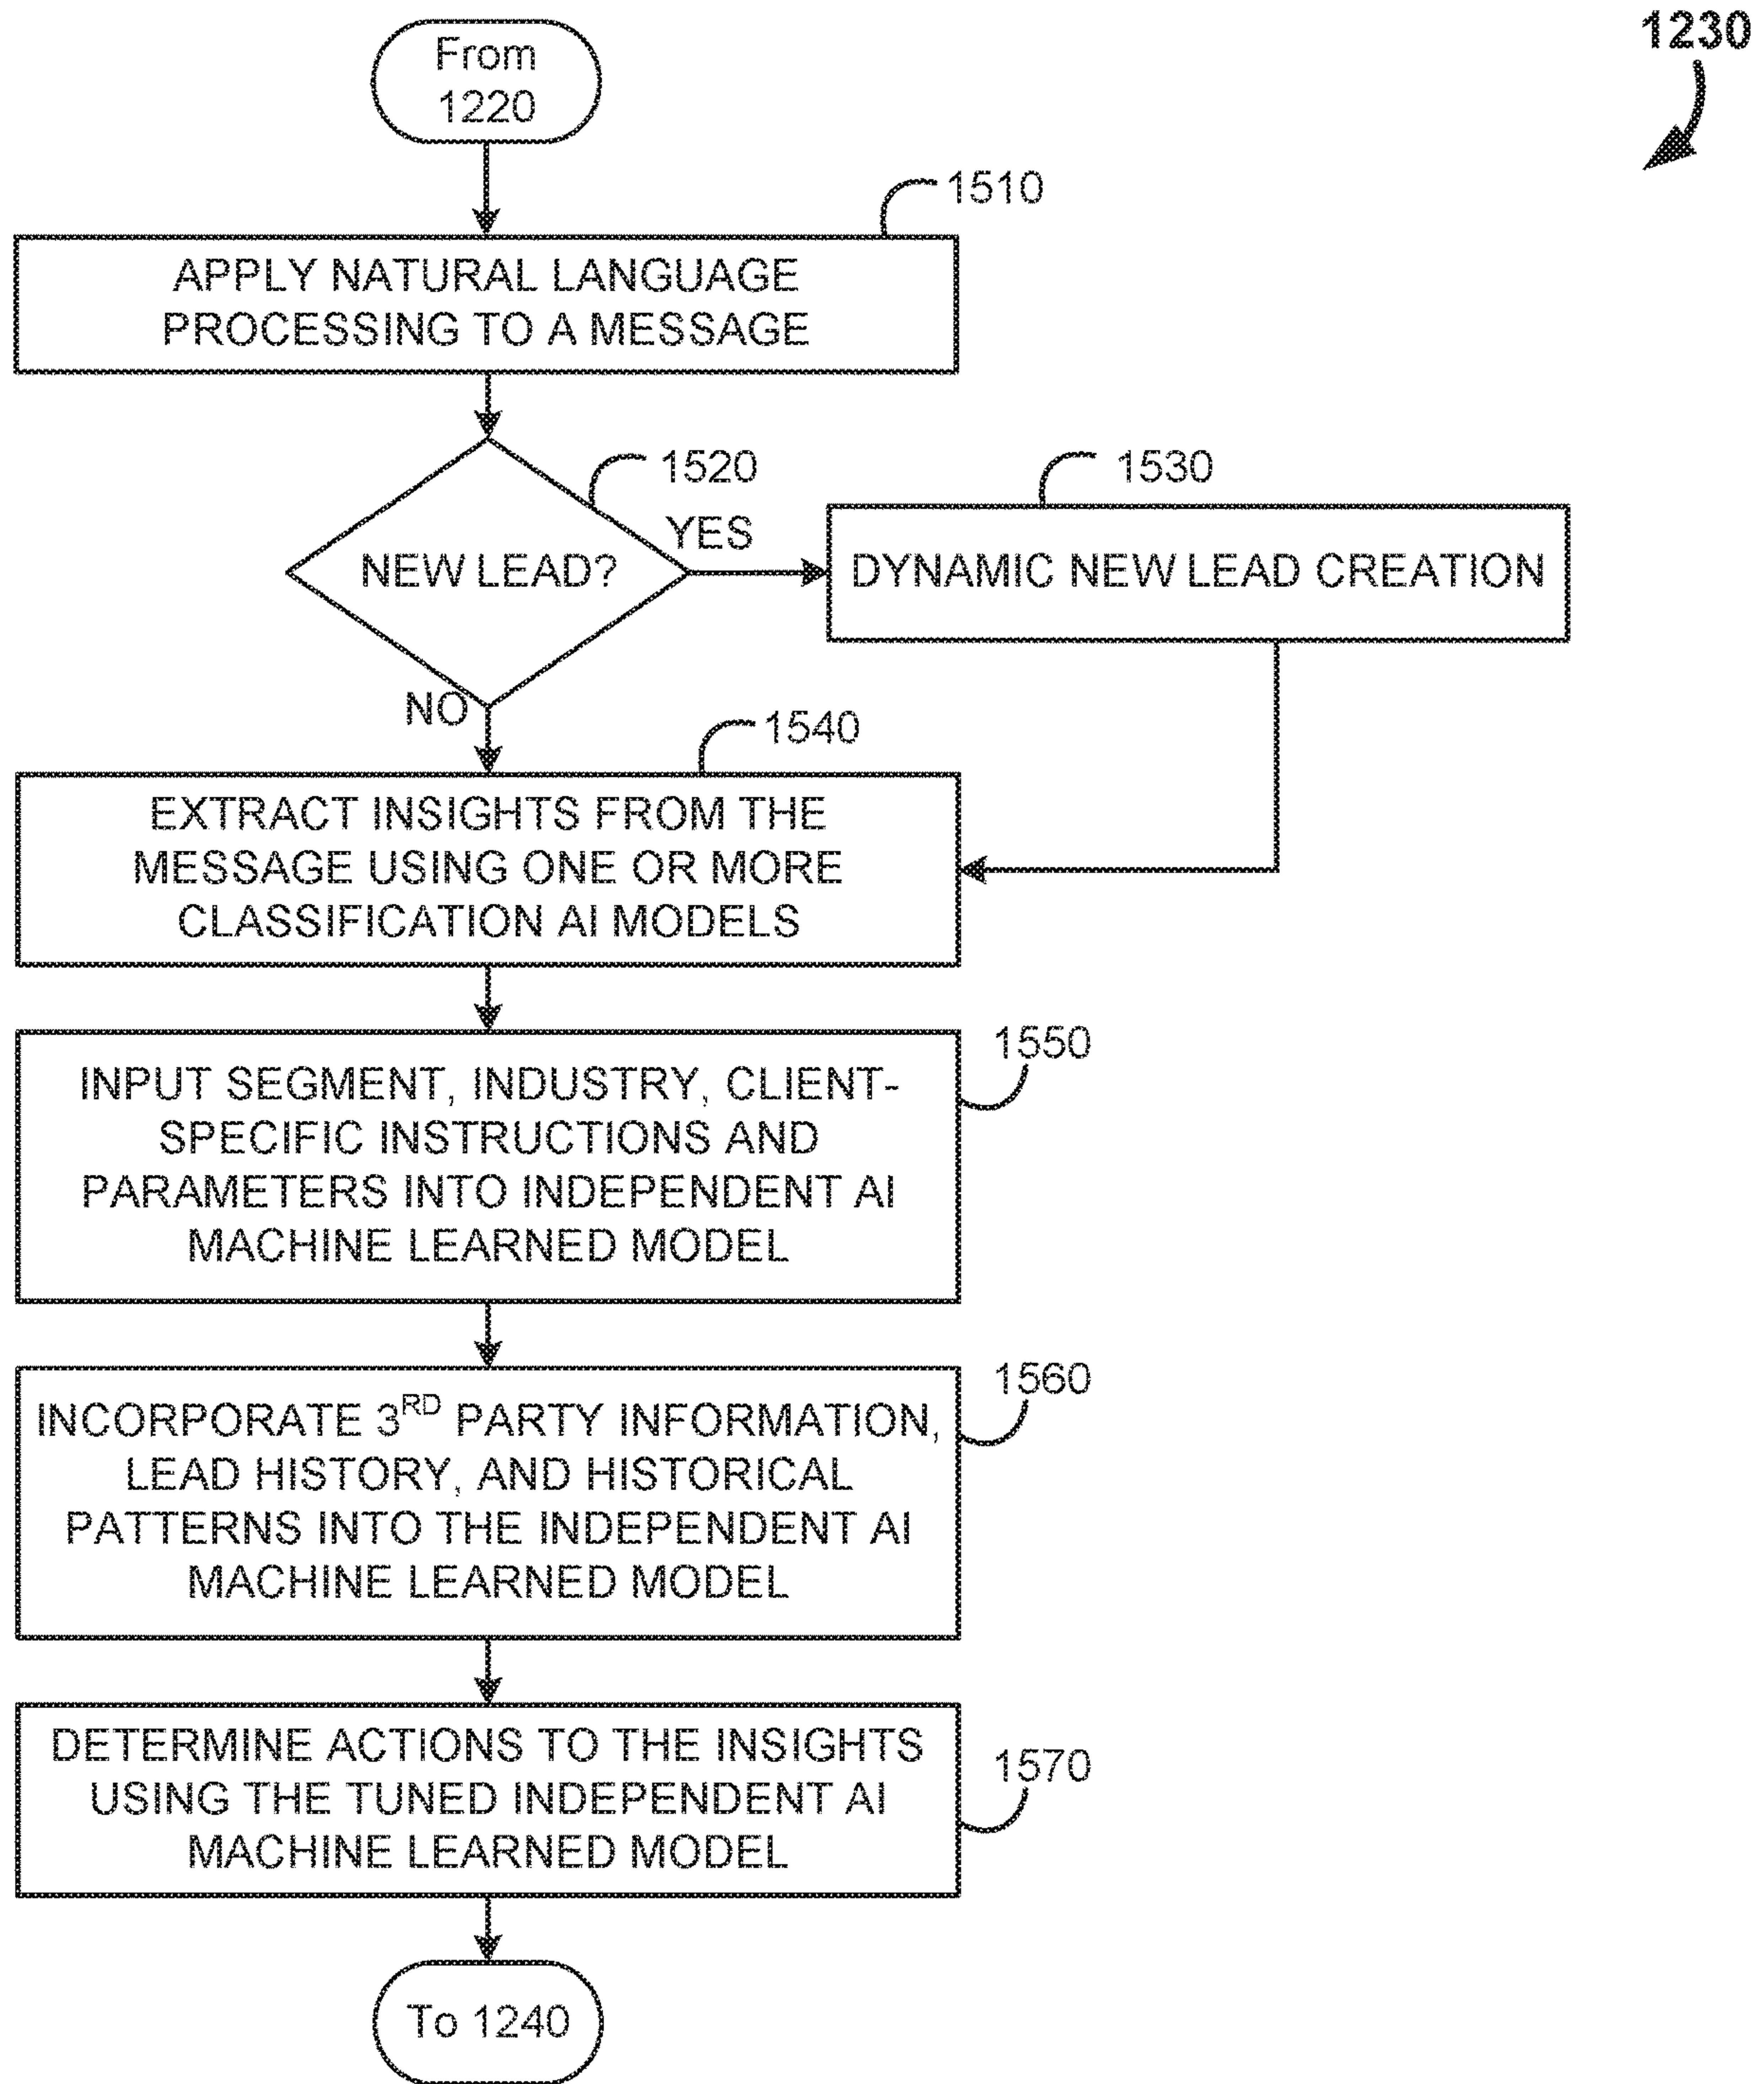 1230
From
1220
1510
APPLY NATURAL LANGUAGE
PROCESSING TO A MESSAGE
1520
1530
YES
NEW LEAD?
DYNAMIC NEW LEAD CREATION
NO
1540
EXTRACT INSIGHTS FROM THE
MESSAGE USING ONE OR MORE
CLASSIFICATION AI MODELS
1550
INPUT SEGMENT, INDUSTRY, CLIENT-
SPECIFIC INSTRUCTIONS AND
PARAMETERS INTO INDEPENDENT AI
MACHINE LEARNED MODEL
1560
INCORPORATE 3RD PARTY INFORMATION,
LEAD HISTORY, AND HISTORICAL
PATTERNS INTO THE INDEPENDENT AI
MACHINE LEARNED MODEL
DETERMINE ACTIONS TO THE INSIGHTS
1570
USING THE TUNED INDEPENDENT AI
MACHINE LEARNED MODEL
To 1240